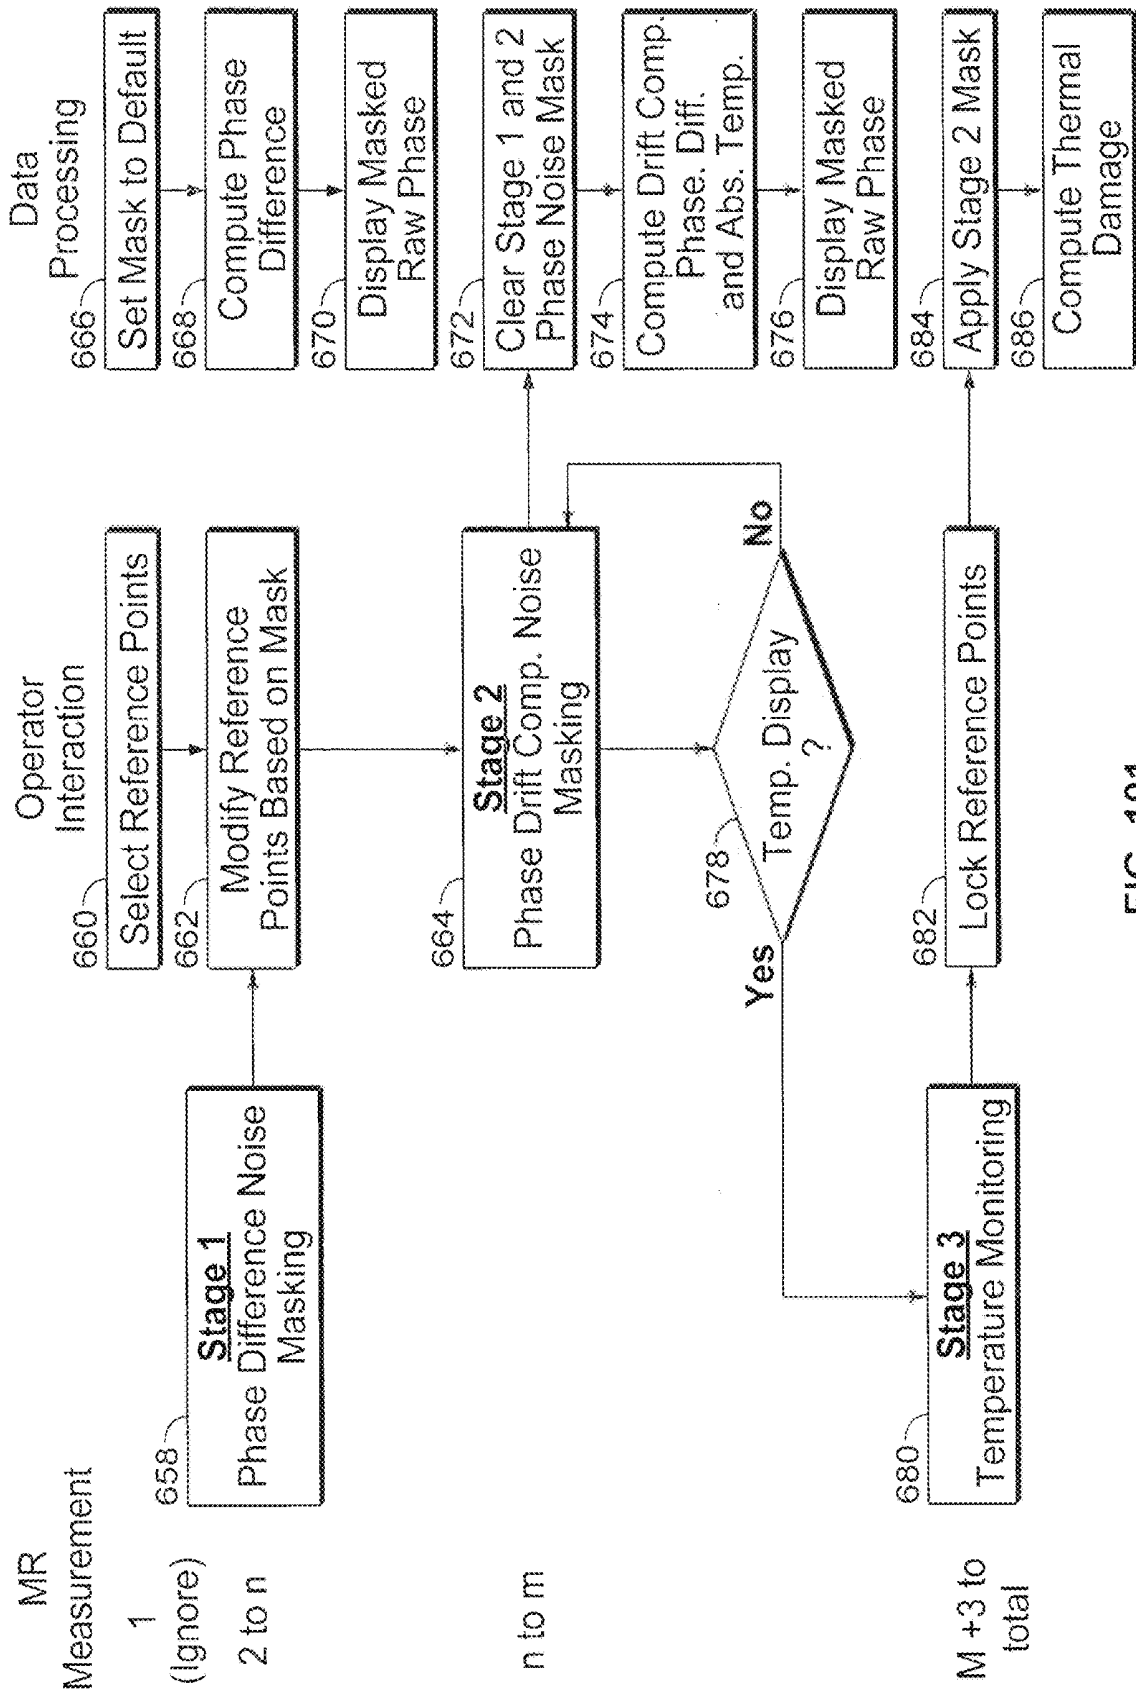 MR
Measurement
Operator
Interaction
Data
Processing
1
(Ignore)
2 to n
n to m
M +3 to
total
658
Stage 1
Phase Difference Noise
Masking
660
Select Reference Points
662
Modify Reference
Points Based on Mask
664
Stage 2
Phase Drift Comp. Noise
Masking
678
Temp. Display
?
Yes
No
680
Stage 3
Temperature Monitoring
682
Lock Reference Points
666
Set Mask to Default
668
Compute Phase
Difference
670
Display Masked
Raw Phase
672
Clear Stage 1 and 2
Phase Noise Mask
674
Compute Drift Comp.
Phase. Diff.
and Abs. Temp.
676
Display Masked
Raw Phase
684
Apply Stage 2 Mask
686
Compute Thermal
Damage